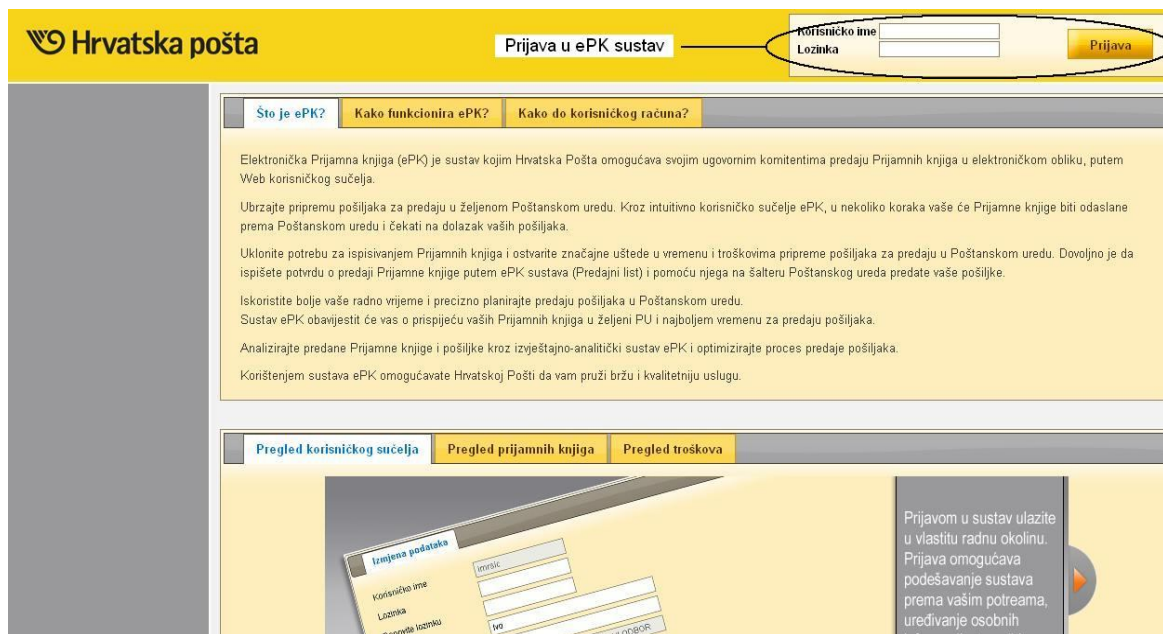 Hrvatska pošta
Prijava u ePK sustav
Korisničko ime
Lozinka
Prijava
Što je ePK?
Kako funkcionira ePK?
Kako do korisničkog računa?
Elektronička Prijamna knjiga (ePK) je sustav kojim Hrvatska Pošta omogućava svojim ugovornim komitentima predaju Prijamnih knjiga u elektroničkom obliku, putem
Web korisničkog sučelja.
Ubrzajte pripremu pošiljaka za predaju u željenom Poštanskom uredu. Kroz intuitivno korisničko sučelje ePK, u nekoliko koraka vaše će Prijamne knjige biti odaslane
prema Poštanskom uredu i čekati na dolazak vaših pošiljaka.
Uklonite potrebu za ispisivanjem Prijamnih knjiga i ostvarite značajne uštede u vremenu i troškovima pripreme pošiljaka za predaju u Poštanskom uredu. Dovoljno je da
ispišete potvrdu o predaji Prijamne knjige putem ePK sustava (Predajni list) i pomoću njega na šalteru Poštanskog ureda predate vaše pošiljke.
Iskoristite bolje vaše radno vrijeme i precizno planirajte predaju pošiljaka u Poštanskom uredu.
Sustav ePK obavijestit će vas o prispijeću vaših Prijamnih knjiga u željeni PU i najboljem vremenu za predaju pošiljaka.
Analizirajte predane Prijamne knjige i pošiljke kroz izvještajno-analitički sustav ePK i optimizirajte proces predaje pošiljaka.
Korištenjem sustava ePK omogućavate Hrvatskoj Pošti da vam pruži bržu i kvalitetniju uslugu.
Pregled korisničkog sučelja
Pregled prijamnih knjiga
Pregled troškova
Izmjena podataka
Korisničko ime
imršic
Lozinka
lozinku
Ivo
ODBOR
Prijavom u sustav ulazite
u vlastitu radnu okolinu.
Prijava omogućava
podešavanje sustava
prema vašim potreama,
uređivanje osobnih